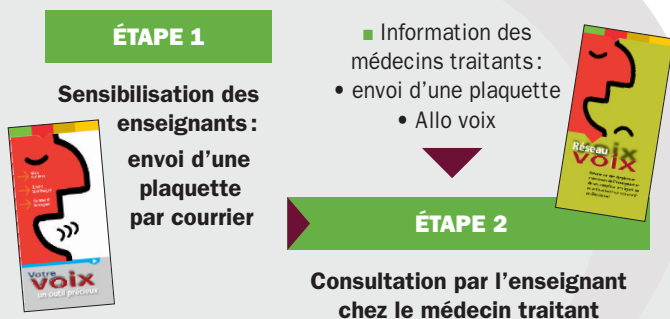 ÉTAPE 1
Sensibilisation des
enseignants :
envoi d'une
plaquette
par courrier
Votre
voix
un outil précieux
■ Information des
médecins traitants :
• envoi d'une plaquette
• Allo voix
Réseau
voix
ÉTAPE 2
Consultation par l'enseignant
chez le médecin traitant